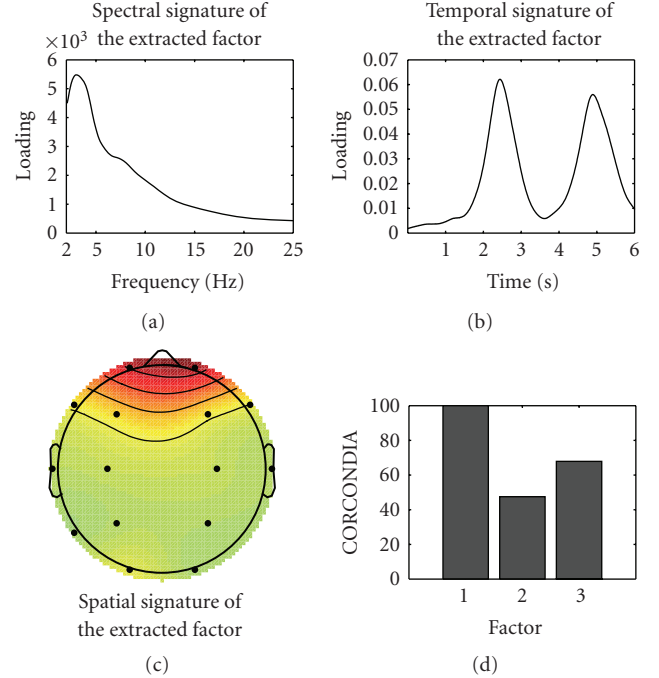 Spectral signature of
the extracted factor
×10³
6
5
4
3
2
1
0
Loading
2 5 10 15 20 25
Frequency (Hz)
(a)
Temporal signature of
the extracted factor
0.07
0.06
0.05
0.04
0.03
0.02
0.01
0
Loading
1 2 3 4 5 6
Time (s)
(b)
Spatial signature of
the extracted factor
(c)
100
80
60
40
20
0
CORCONDIA
1 2 3
Factor
(d)